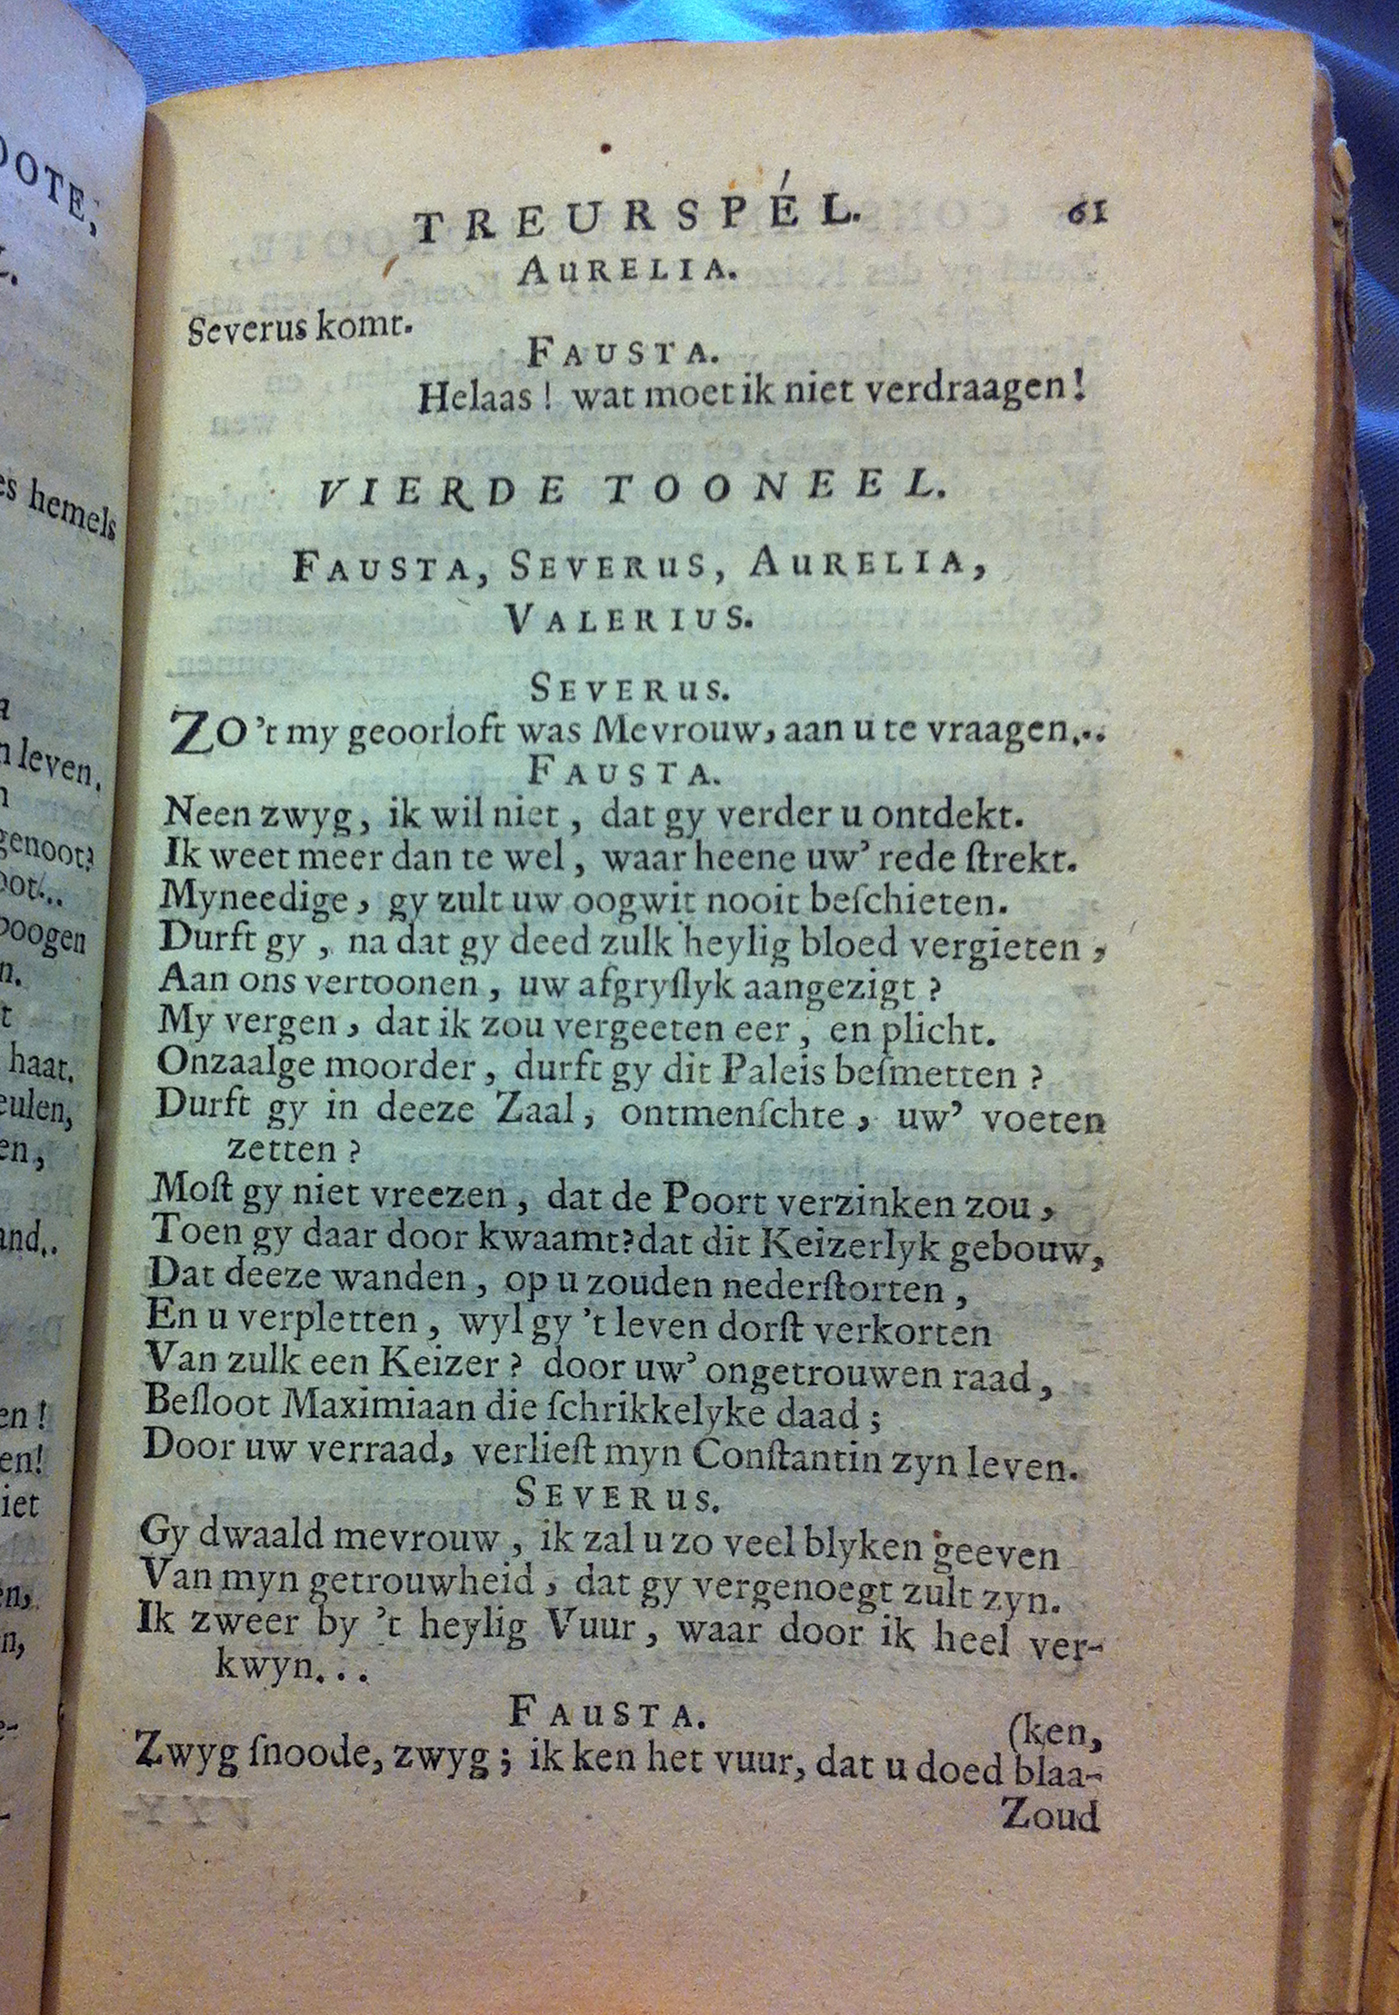 OOTE,
es hemels
leven.
genoot?
oogen
haat.
eulen,
TREURSPÉL. 61
AURELIA.
Severus komt.
FAUSTA.
Helaas! wat moet ik niet verdraagen!
VIERDE TOONEEL.
FAUSTA, SEVERUS, AURELIA,
VALERIUS.
SEVERUS.
ZO 't my geoorloft was Mevrouw, aan u te vraagen...
FAUSTA.
Neen zwyg, ik wil niet, dat gy verder u ontdekt.
Ik weet meer dan te wel, waar heene uw' rede ſtrekt.
Myneedige, gy zult uw oogwit nooit beſchieten.
Durft gy, na dat gy deed zulk heylig bloed vergieten,
Aan ons vertoonen, uw afgryſlyk aangezigt?
My vergen, dat ik zou vergeeten eer, en plicht.
Onzaalge moorder, durft gy dit Paleis beſmetten?
Durft gy in deeze Zaal, ontmenſchte, uw' voeten
zetten?
Moſt gy niet vreezen, dat de Poort verzinken zou,
Toen gy daar door kwaamt? dat dit Keizerlyk gebouw,
Dat deeze wanden, op u zouden nederſtorten,
En u verpletten, wyl gy 't leven dorſt verkorten
Van zulk een Keizer? door uw' ongetrouwen raad,
Beſloot Maximiaan die ſchrikkelyke daad;
Door uw verraad, verlieſt myn Conſtantin zyn leven.
SEVERUS.
Gy dwaald mevrouw, ik zal u zo veel blyken geeven
Van myn getrouwheid, dat gy vergenoegt zult zyn.
Ik zweer by 't heylig Vuur, waar door ik heel ver-
kwyn...
FAUSTA.
(ken,
Zwyg ſnoode, zwyg; ik ken het vuur, dat u doed blaa-
Zoud